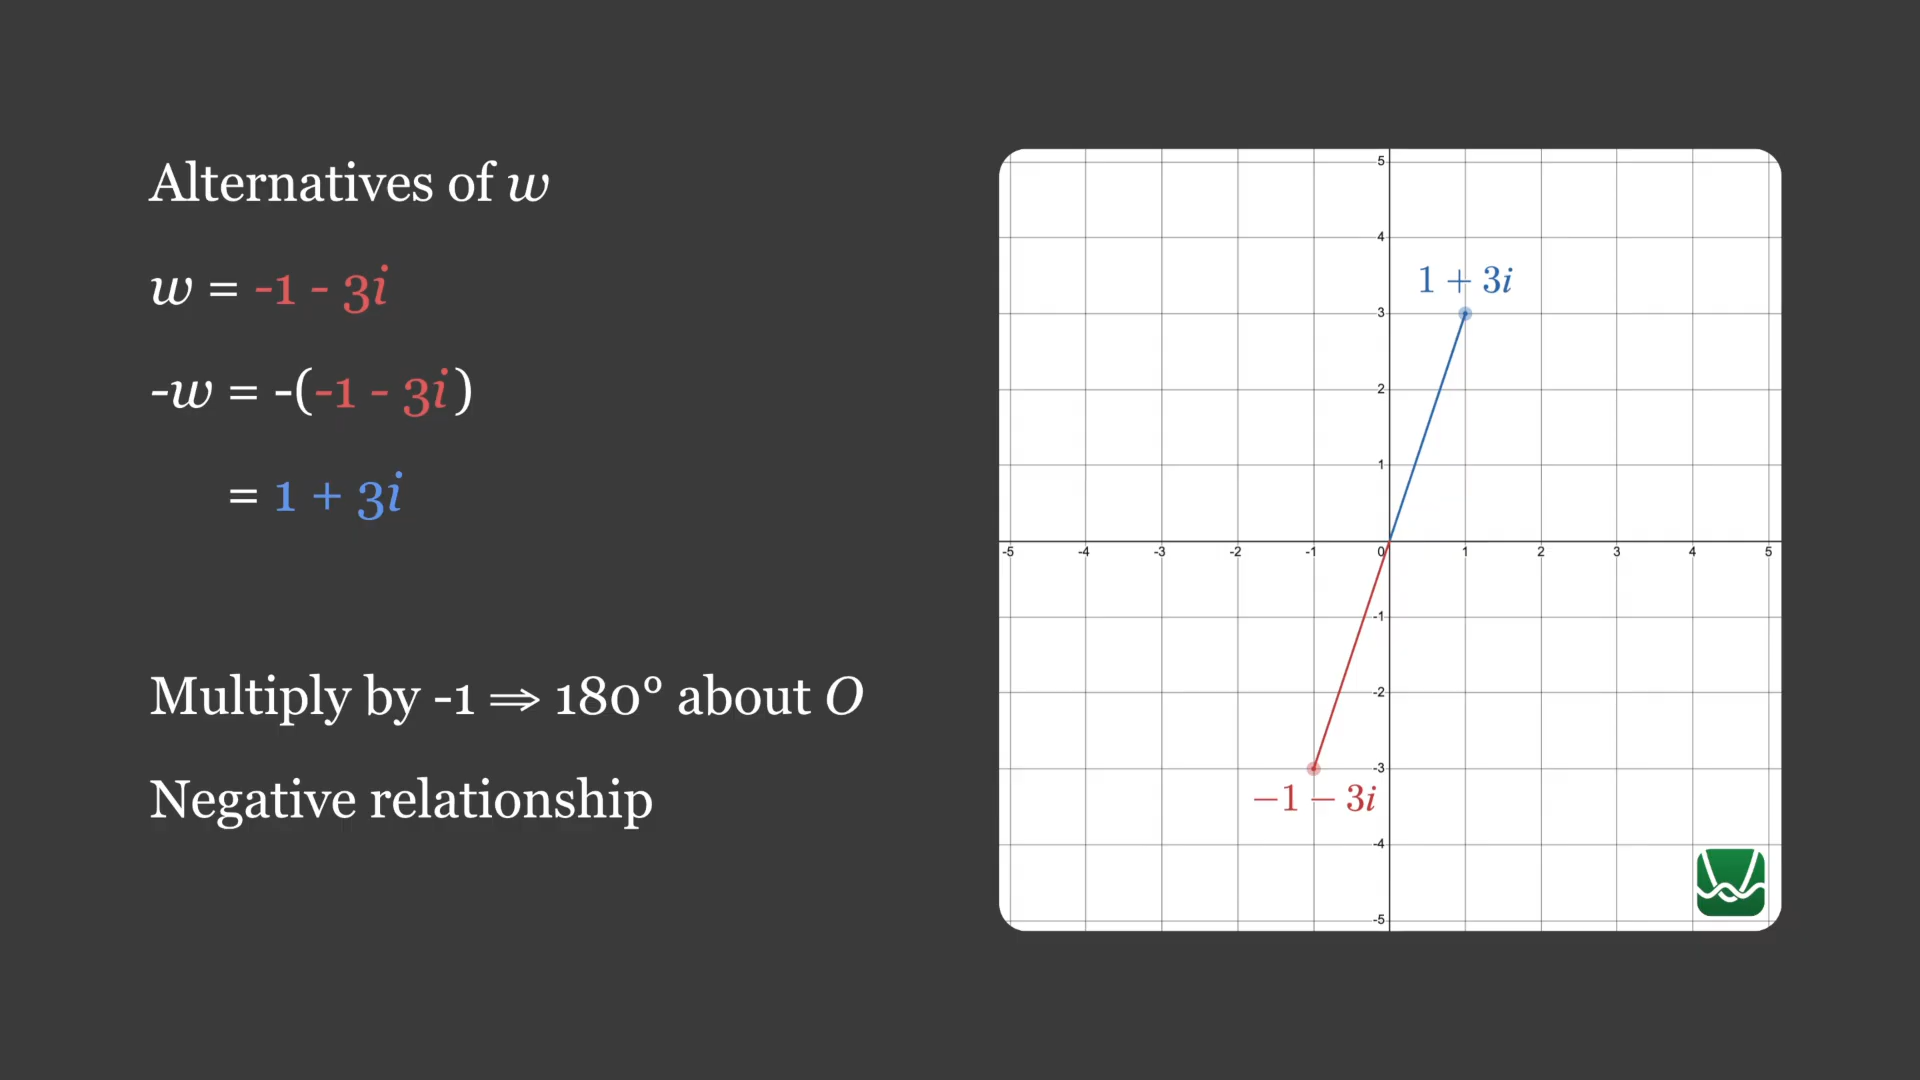 Alternatives of w
w = -1 - 3i
-w = -(-1 - 3i)
= 1 + 3i
Multiply by -1 ⇒ 180° about O
Negative relationship
5
4
1 + 3i
3
2
1
-5 -4 -3 -2 -1 0 1 2 3 4 5
-1
-2
-3
−1 − 3i
-4
-5